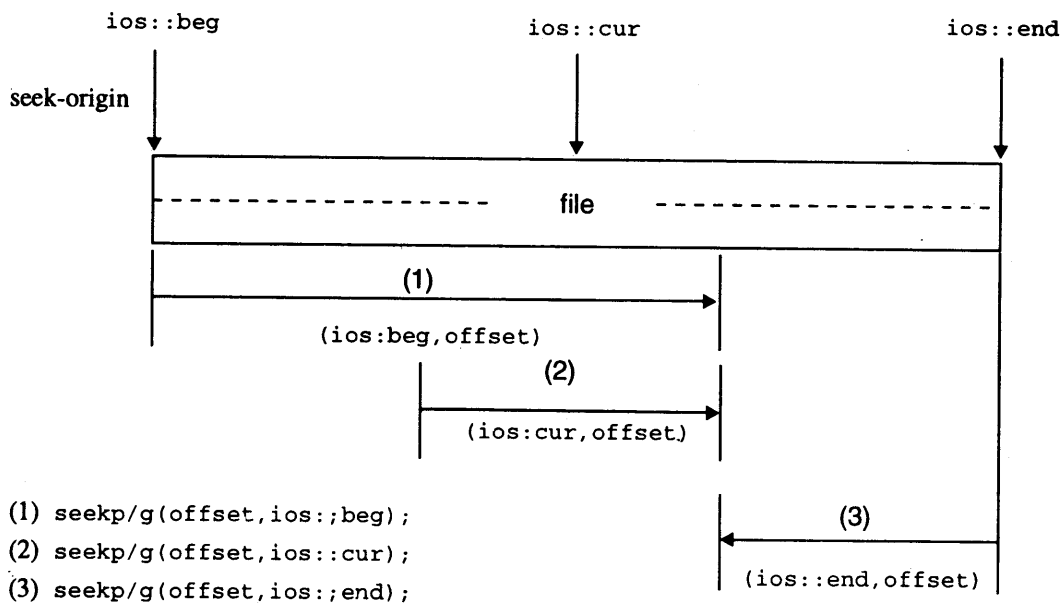 ios::beg
ios::cur
ios::end
seek-origin
file
(1)
(ios:beg,offset)
(2)
(ios:cur,offset)
(1) seekp/g(offset,ios:;beg);
(2) seekp/g(offset,ios::cur);
(3) seekp/g(offset,ios:;end);
(3)
(ios::end,offset)